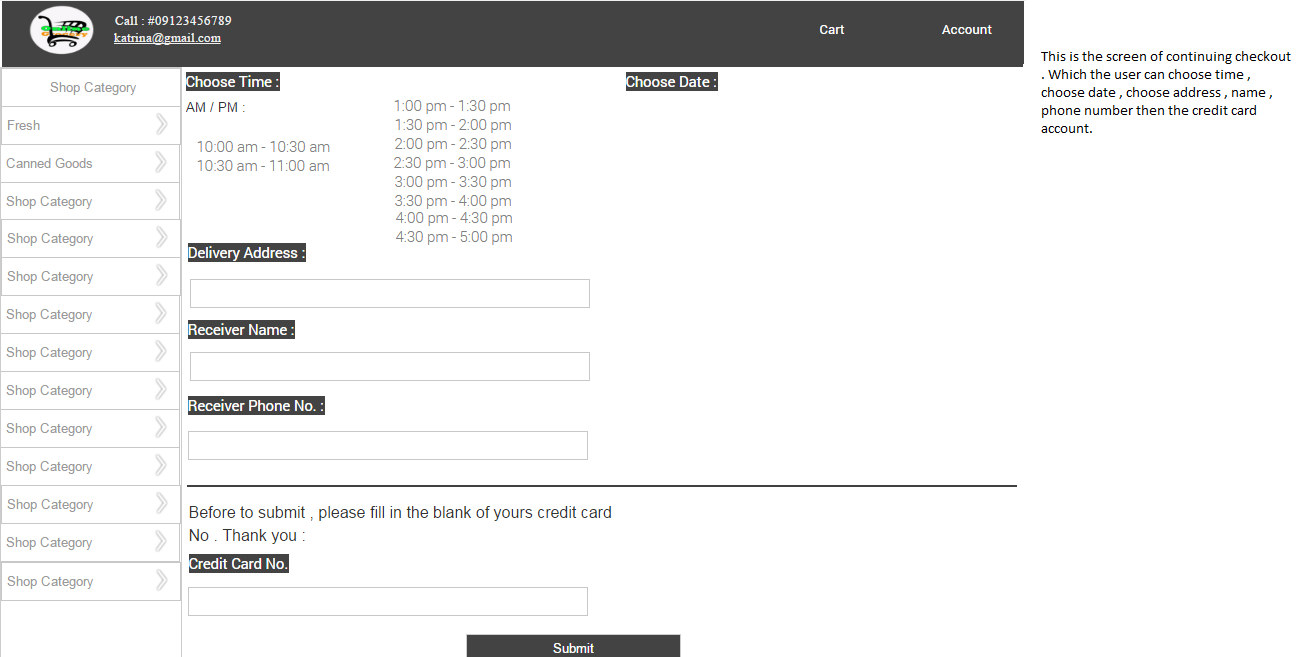 Call : #09123456789
katrina@gmail.com
Cart
Account
This is the screen of continuing checkout
. Which the user can choose time ,
choose date , choose address , name ,
phone number then the credit card
account.
Shop Category
Fresh
Canned Goods
Shop Category
Shop Category
Shop Category
Shop Category
Shop Category
Shop Category
Shop Category
Shop Category
Shop Category
Shop Category
Shop Category
Choose Time :
Choose Date :
AM / PM :
10:00 am - 10:30 am
10:30 am - 11:00 am
1:00 pm - 1:30 pm
1:30 pm - 2:00 pm
2:00 pm - 2:30 pm
2:30 pm - 3:00 pm
3:00 pm - 3:30 pm
3:30 pm - 4:00 pm
4:00 pm - 4:30 pm
4:30 pm - 5:00 pm
Delivery Address :
Receiver Name :
Receiver Phone No. :
Before to submit , please fill in the blank of yours credit card
No . Thank you :
Credit Card No.
Submit